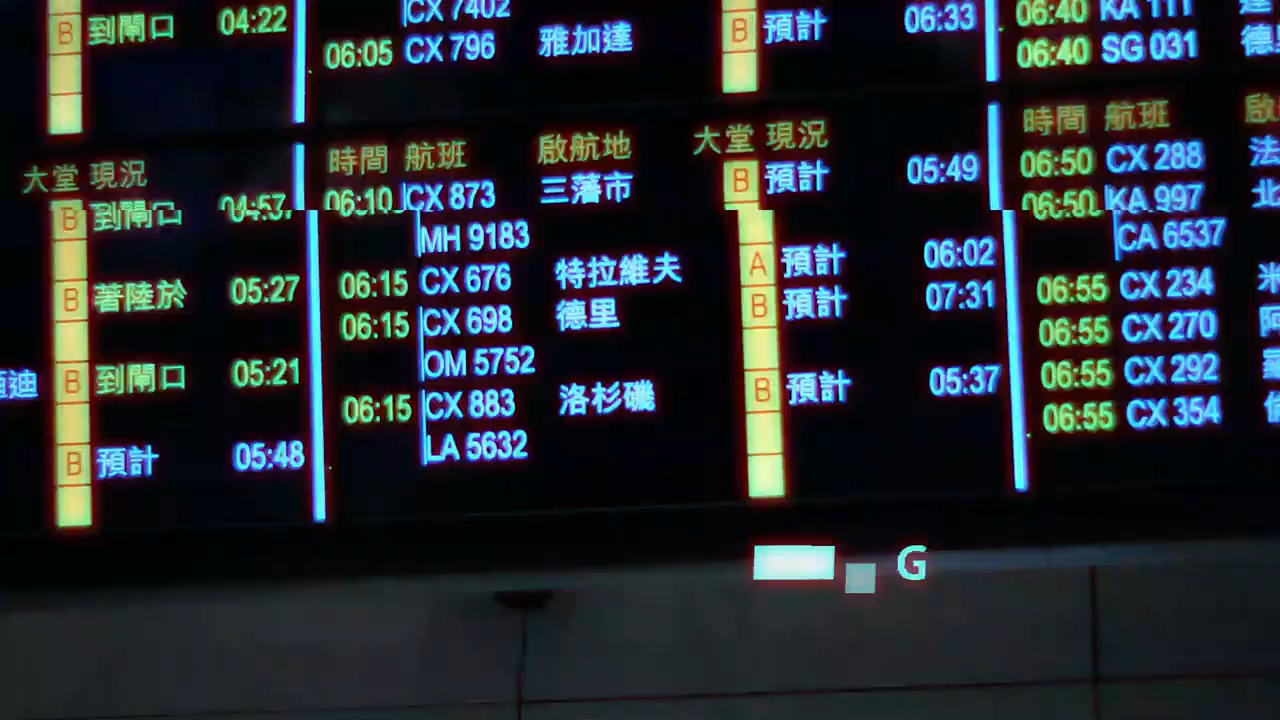 CX 7402
B 到閘口 04:22 06:05 CX 796 雅加達 B 預計 06:33 06:40 KA 111
06:40 SG 031 德
大堂 現況 時間 航班 啟航地 大堂 現況 時間 航班 啟
B 到閘口 04:57 06:10 CX 873 三藩市 B 預計 05:49 06:50 CX 288 法
MH 9183 06:50 KA 997 北
CA 6537
B 著陸於 05:27 06:15 CX 676 特拉維夫 A 預計 06:02 06:55 CX 234 米
06:15 CX 698 德里 B 預計 07:31 06:55 CX 270 阿
迪 B 到閘口 05:21 OM 5752 06:55 CX 292
06:15 CX 883 洛杉磯 B 預計 05:37 06:55 CX 354
B 預計 05:48 LA 5632
G